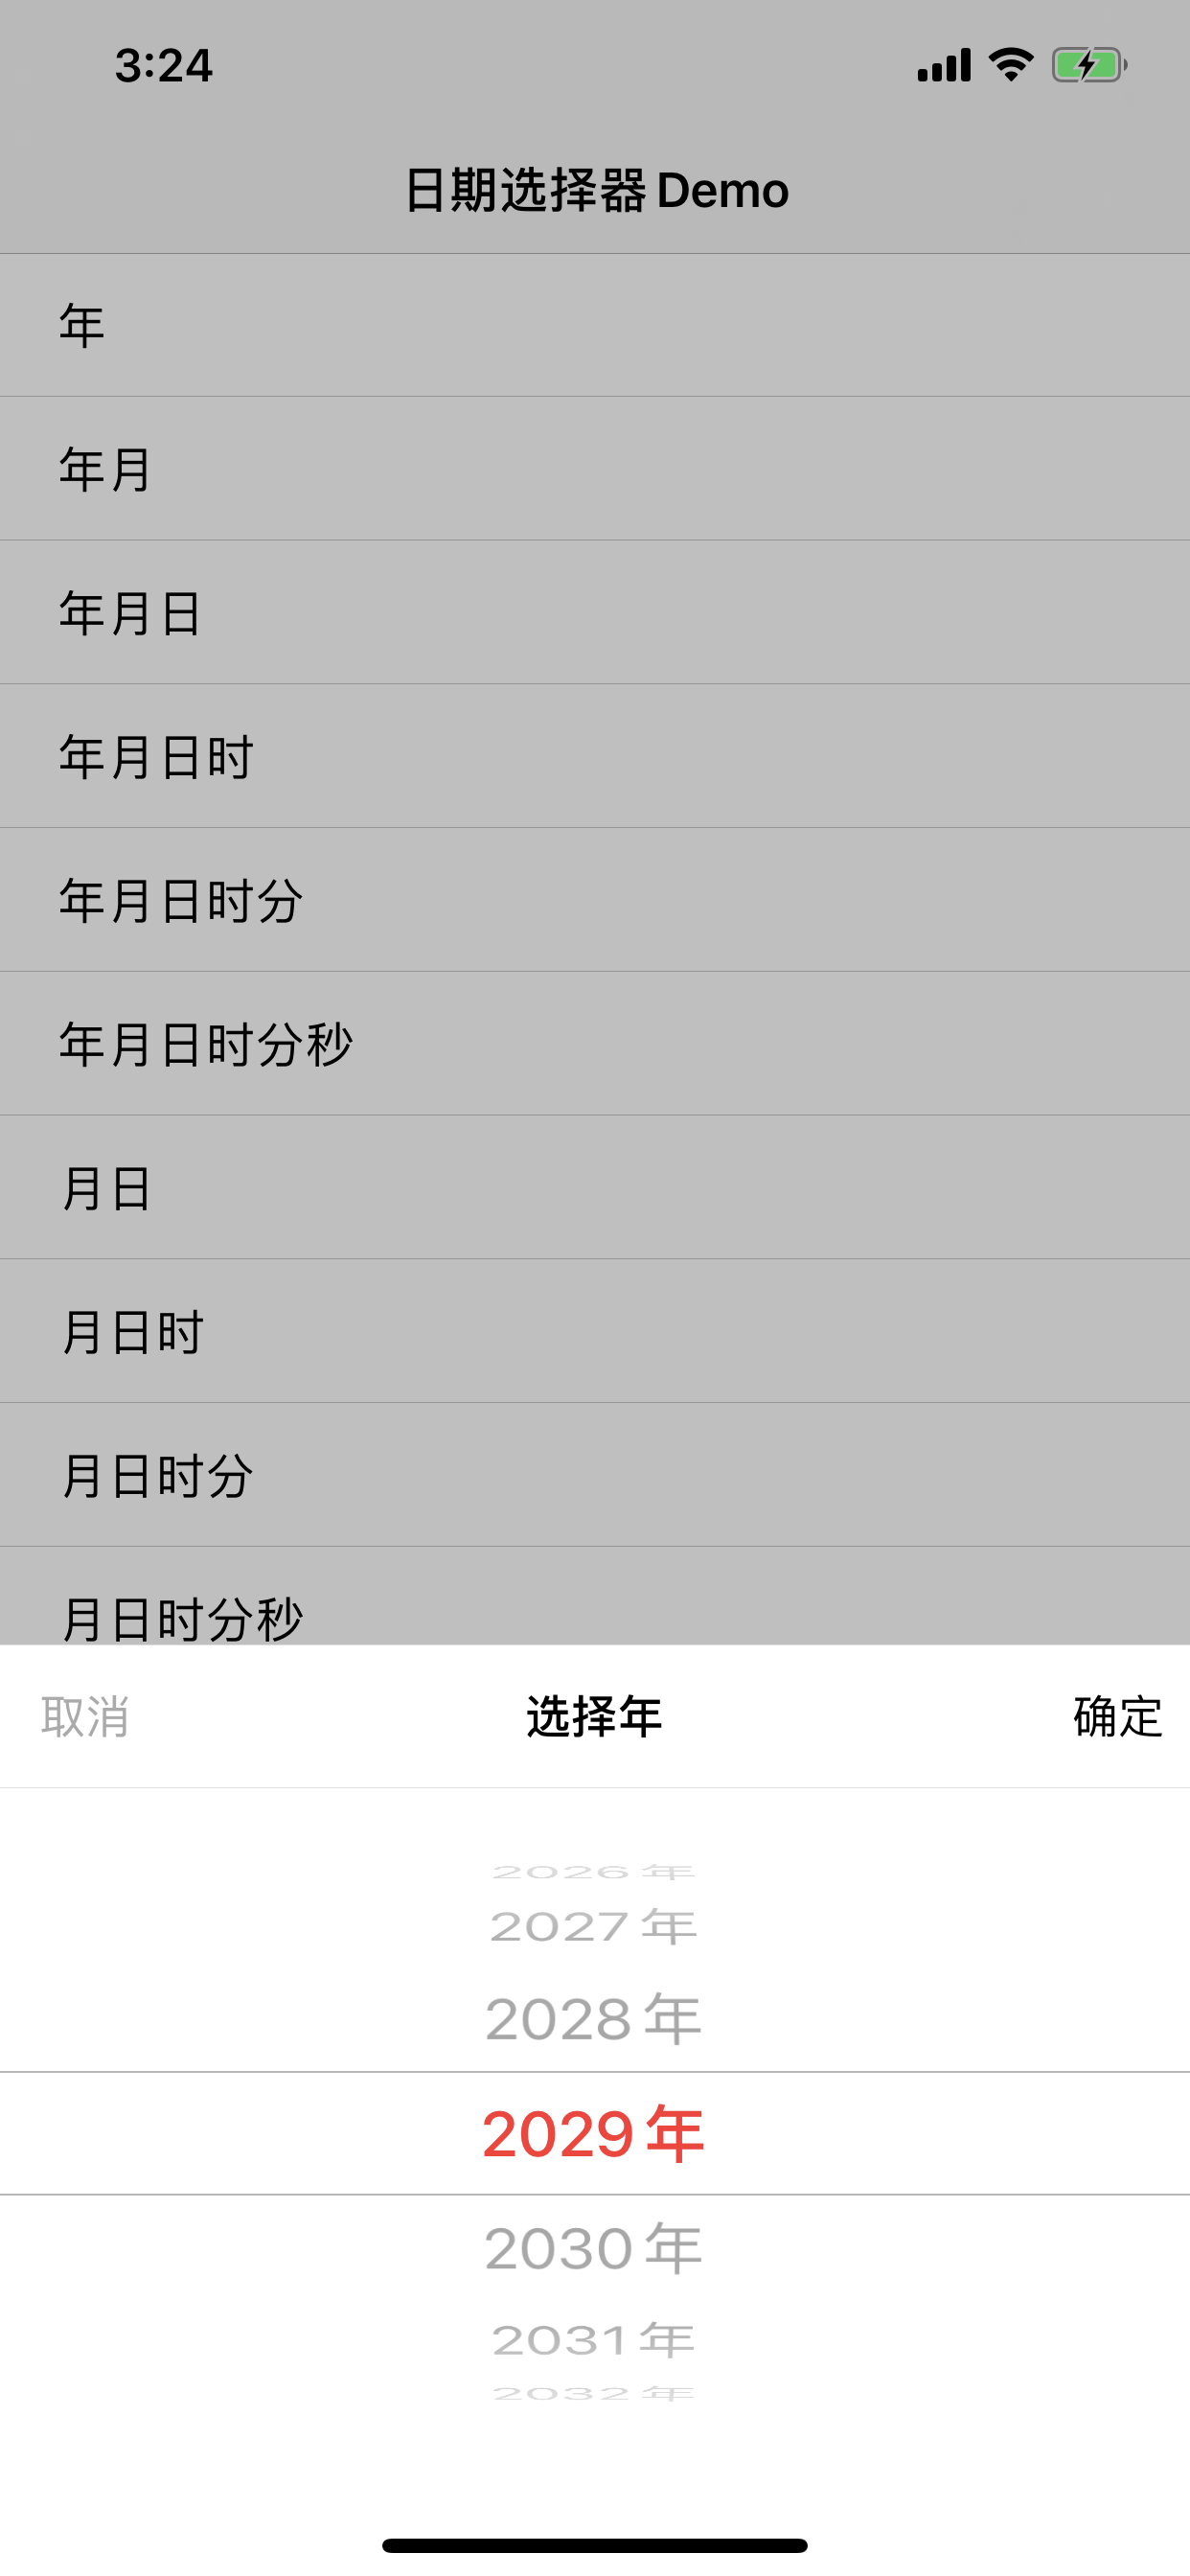 3:24
日期选择器 Demo
年
年月
年月日
年月日时
年月日时分
年月日时分秒
月日
月日时
月日时分
月日时分秒
取消 选择年 确定
2026 年
2027 年
2028 年
2029 年
2030 年
2031 年
2032 年